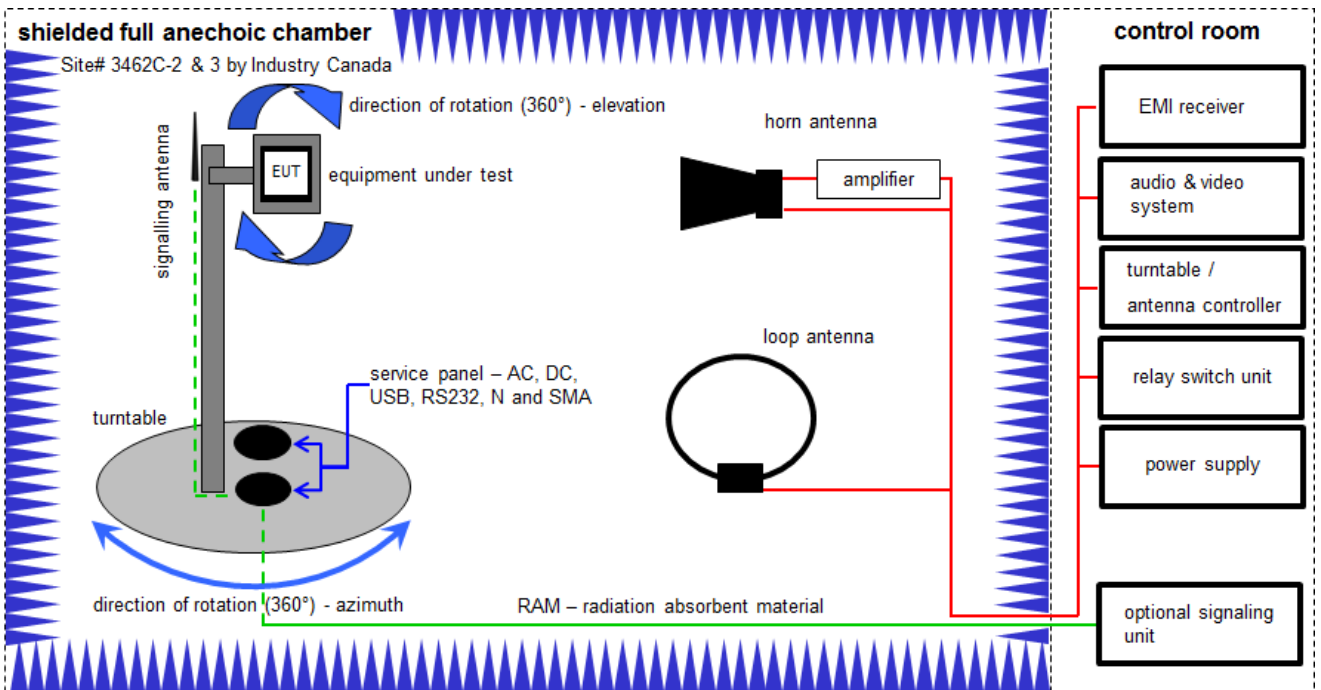 shielded full anechoic chamber
Site# 3462C-2 & 3 by Industry Canada
direction of rotation (360°) - elevation
signalling antenna
EUT
equipment under test
horn antenna
amplifier
loop antenna
service panel – AC, DC,
USB, RS232, N and SMA
turntable
direction of rotation (360°) - azimuth
RAM – radiation absorbent material
control room
EMI receiver
audio & video
system
turntable /
antenna controller
relay switch unit
power supply
optional signaling
unit